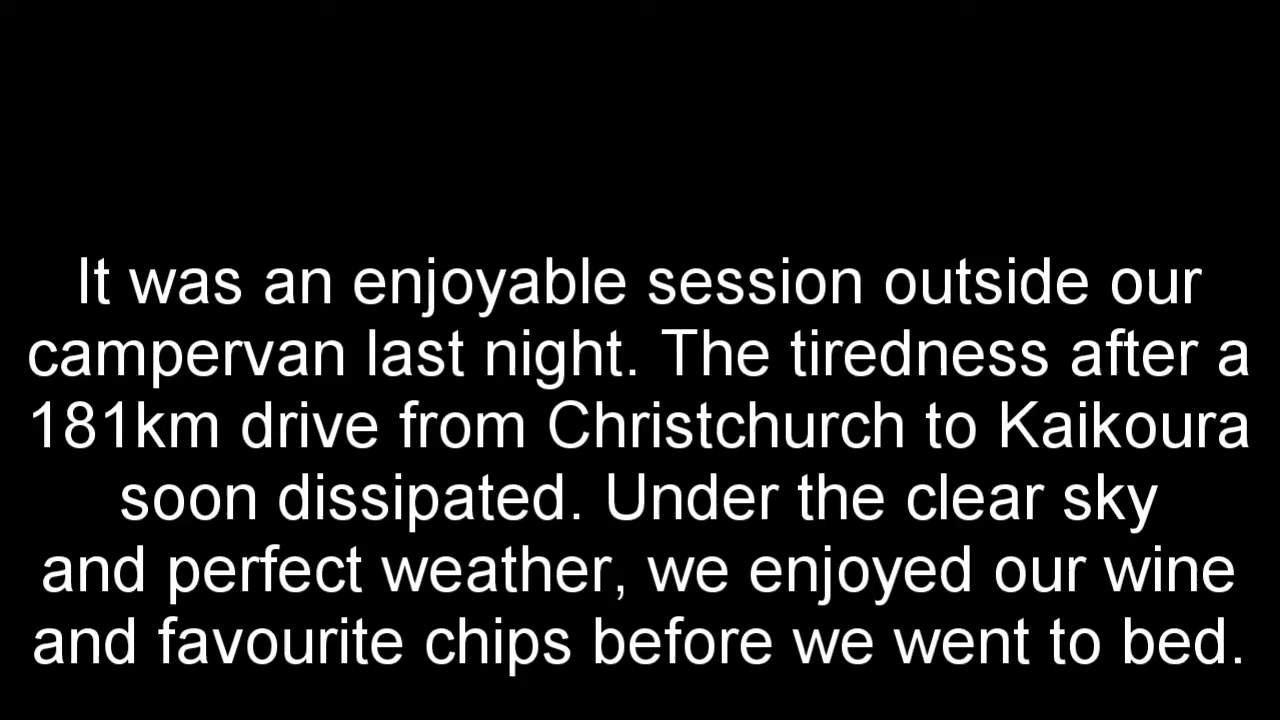 It was an enjoyable session outside our
campervan last night. The tiredness after a
181km drive from Christchurch to Kaikoura
soon dissipated. Under the clear sky
and perfect weather, we enjoyed our wine
and favourite chips before we went to bed.